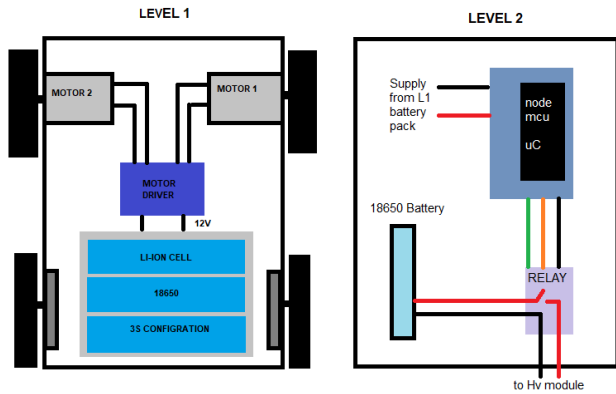 LEVEL 1
MOTOR 2
MOTOR 1
MOTOR
DRIVER
12V
LI-ION CELL
18650
3S CONFIGRATION
LEVEL 2
Supply
from L1
battery
pack
node
mcu
uC
18650 Battery
RELAY
to Hv module